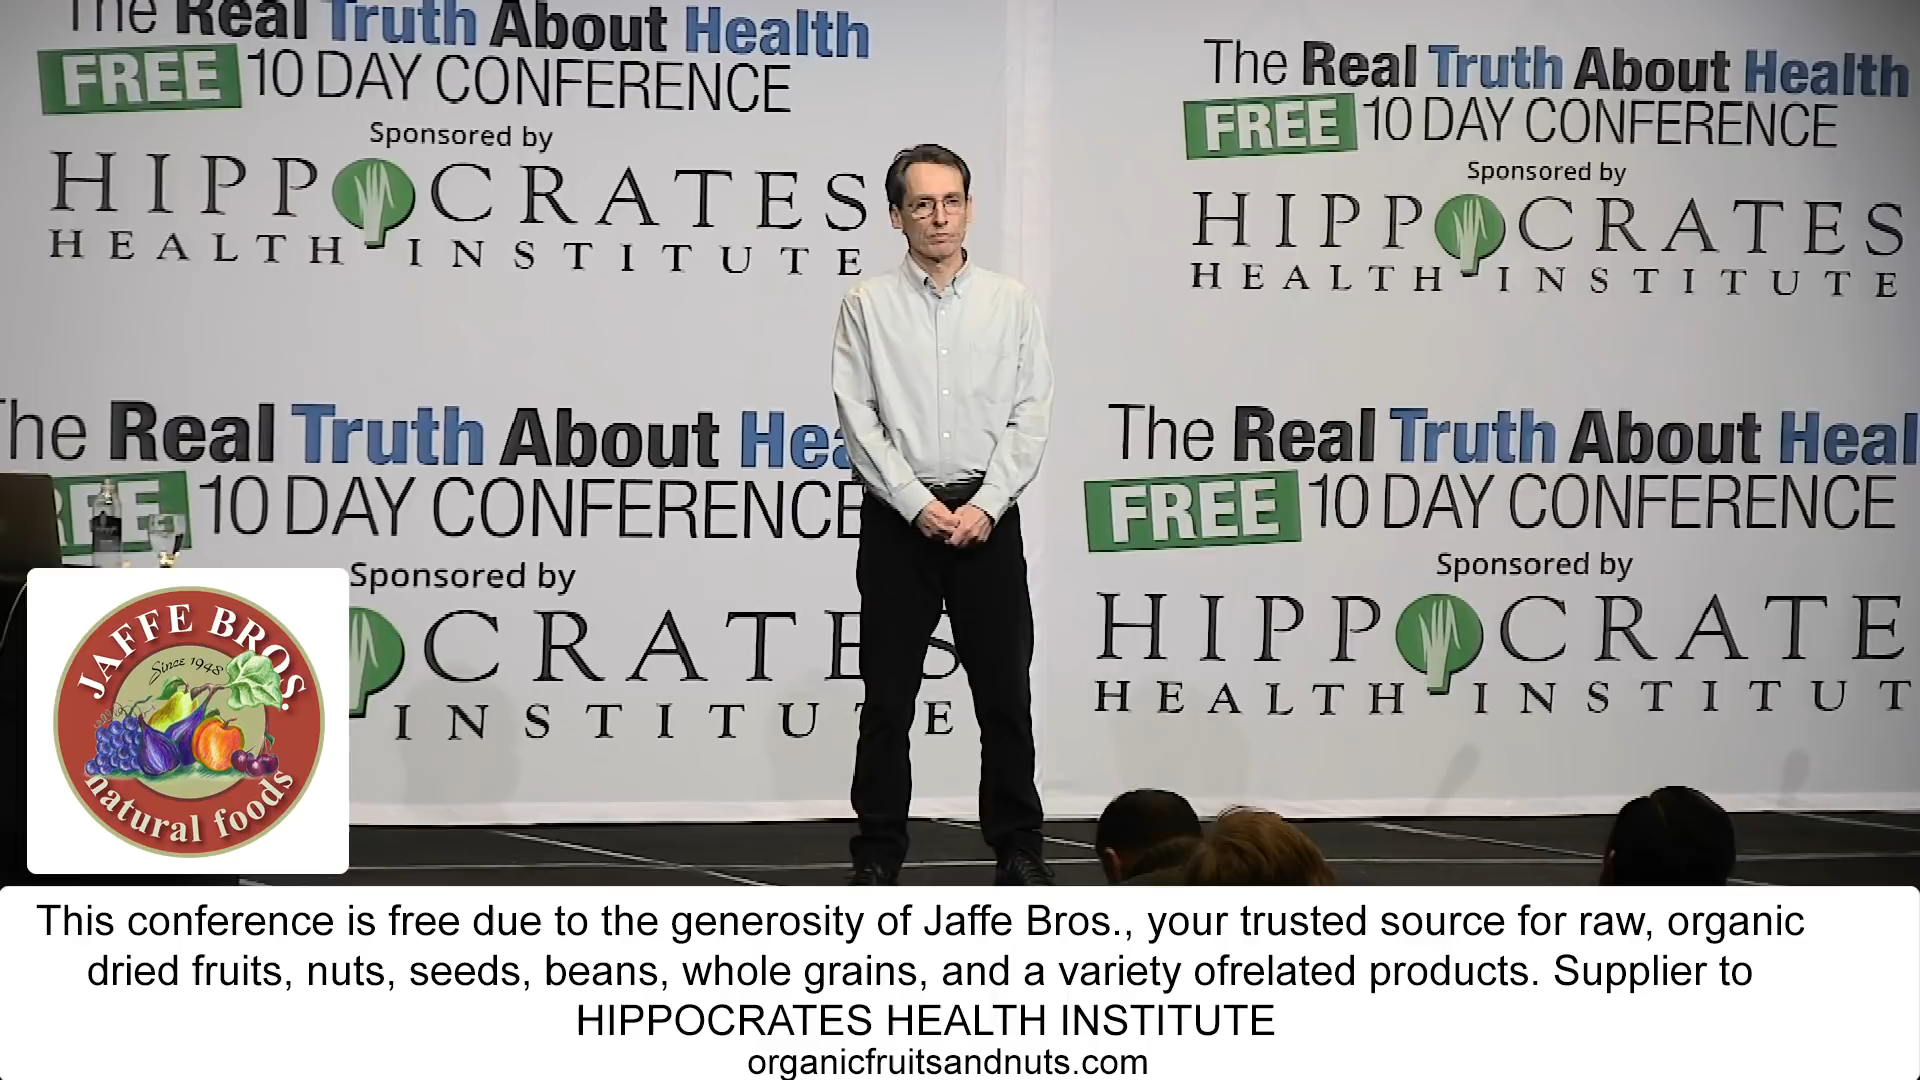 The Real Truth About Health
FREE 10 DAY CONFERENCE
Sponsored by
HIPPOCRATES
HEALTH INSTITUTE
The Real Truth About Health
FREE 10 DAY CONFERENCE
Sponsored by
HIPPOCRATES
HEALTH INSTITUTE
The Real Truth About Hea
FREE 10 DAY CONFERENCE
Sponsored by
CRATES
INSTITUTE
The Real Truth About Heal
FREE 10 DAY CONFERENCE
Sponsored by
HIPPOCRATE
HEALTH INSTITUT
JAFFE BROS.
Since 1948
natural foods
This conference is free due to the generosity of Jaffe Bros., your trusted source for raw, organic
dried fruits, nuts, seeds, beans, whole grains, and a variety ofrelated products. Supplier to
HIPPOCRATES HEALTH INSTITUTE
organicfruitsandnuts.com